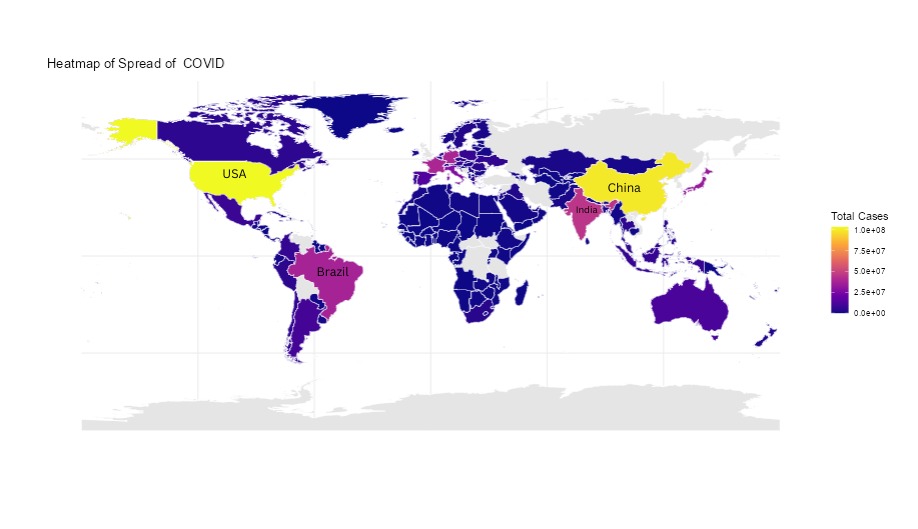 Heatmap of Spread of  COVID
USA
China
India
Brazil
Total Cases
1.0e+08
7.5e+07
5.0e+07
2.5e+07
0.0e+00